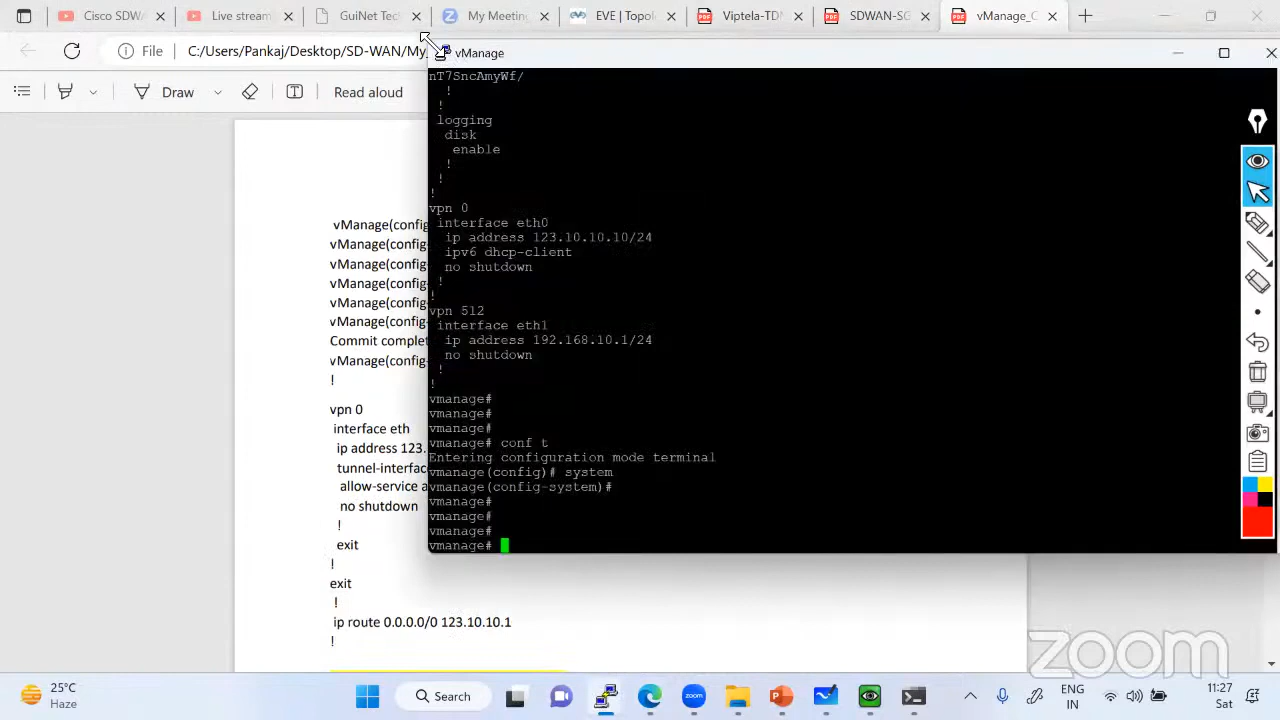 Cisco SDW
Live stream
GuiNet Tec
My Meeting
EVE | Topol
Viptela-TDM
SDWAN-SG
vManage_C
File
C:/Users/Pankaj/Desktop/SD-WAN/My
Draw
Read aloud
vManage
nT7SncAmyWf/
!
!
logging
disk
enable
!
!
!
vpn 0
interface eth0
ip address 123.10.10.10/24
ipv6 dhcp-client
no shutdown
!
!
vpn 512
interface eth1
ip address 192.168.10.1/24
no shutdown
!
!
vmanage#
vmanage#
vmanage#
vmanage# conf t
Entering configuration mode terminal
vmanage(config)# system
vmanage(config-system)#
vmanage#
vmanage#
vmanage#
vmanage#
vManage(config
vManage(config
vManage(config
vManage(config
vManage(config
vManage(config
Commit complet
vManage(config
!
vpn 0
interface eth
ip address 123.
tunnel-interfac
allow-service a
no shutdown
!
exit
!
exit
!
ip route 0.0.0.0/0 123.10.10.1
!
zoom
25°C
Haze
Search
zoom
ENG
IN
11:27
Sat